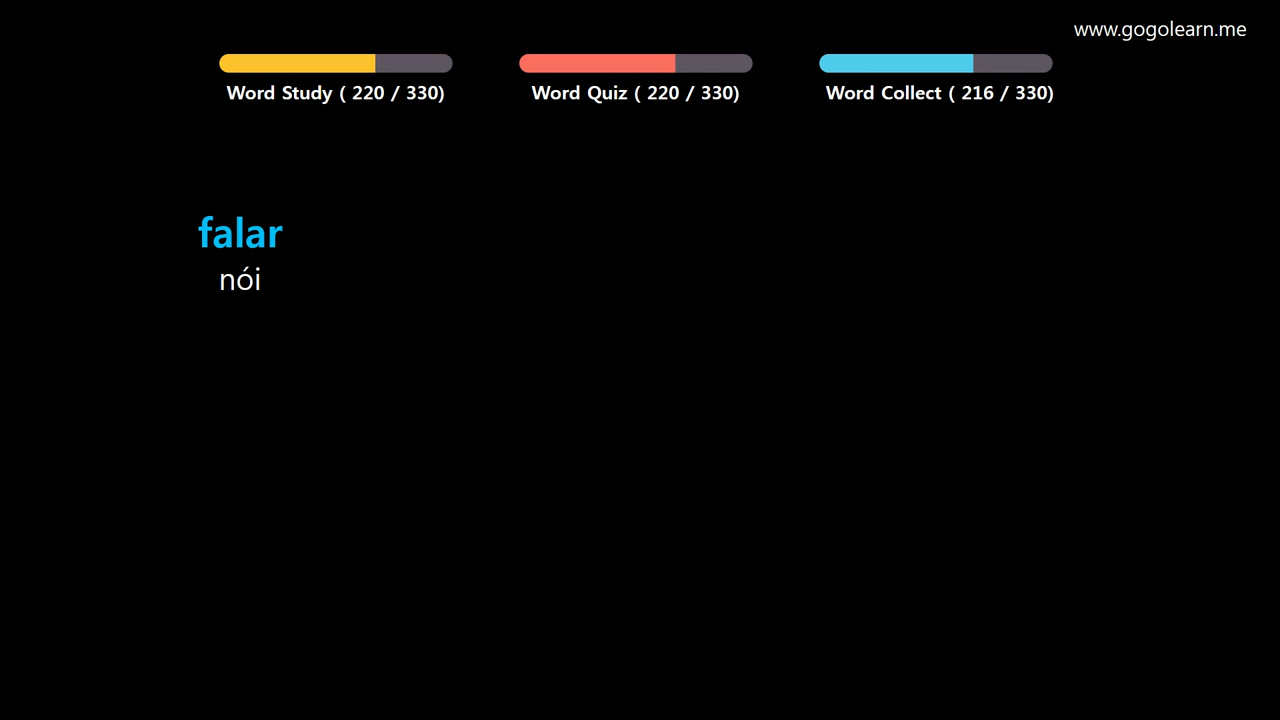 www.gogolearn.me
Word Study ( 220 / 330)
Word Quiz ( 220 / 330)
Word Collect ( 216 / 330)
falar
nói